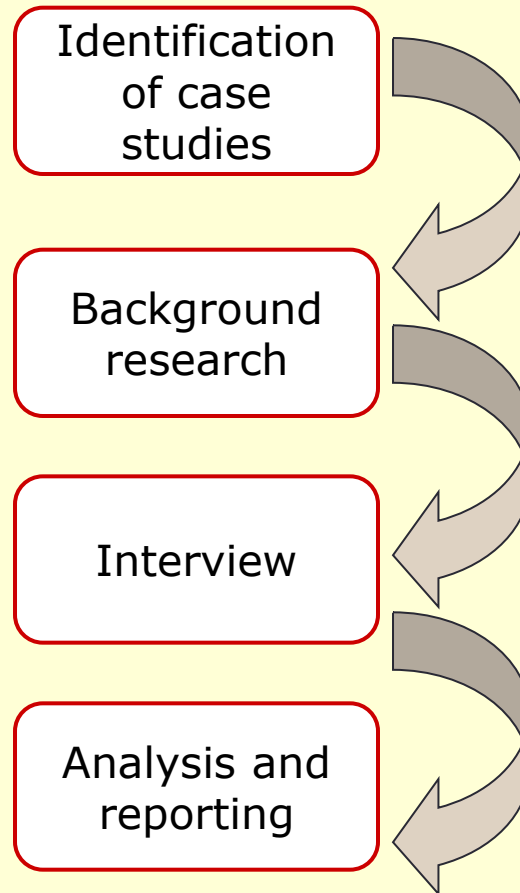 Identification
of case
studies
Background
research
Interview
Analysis and
reporting